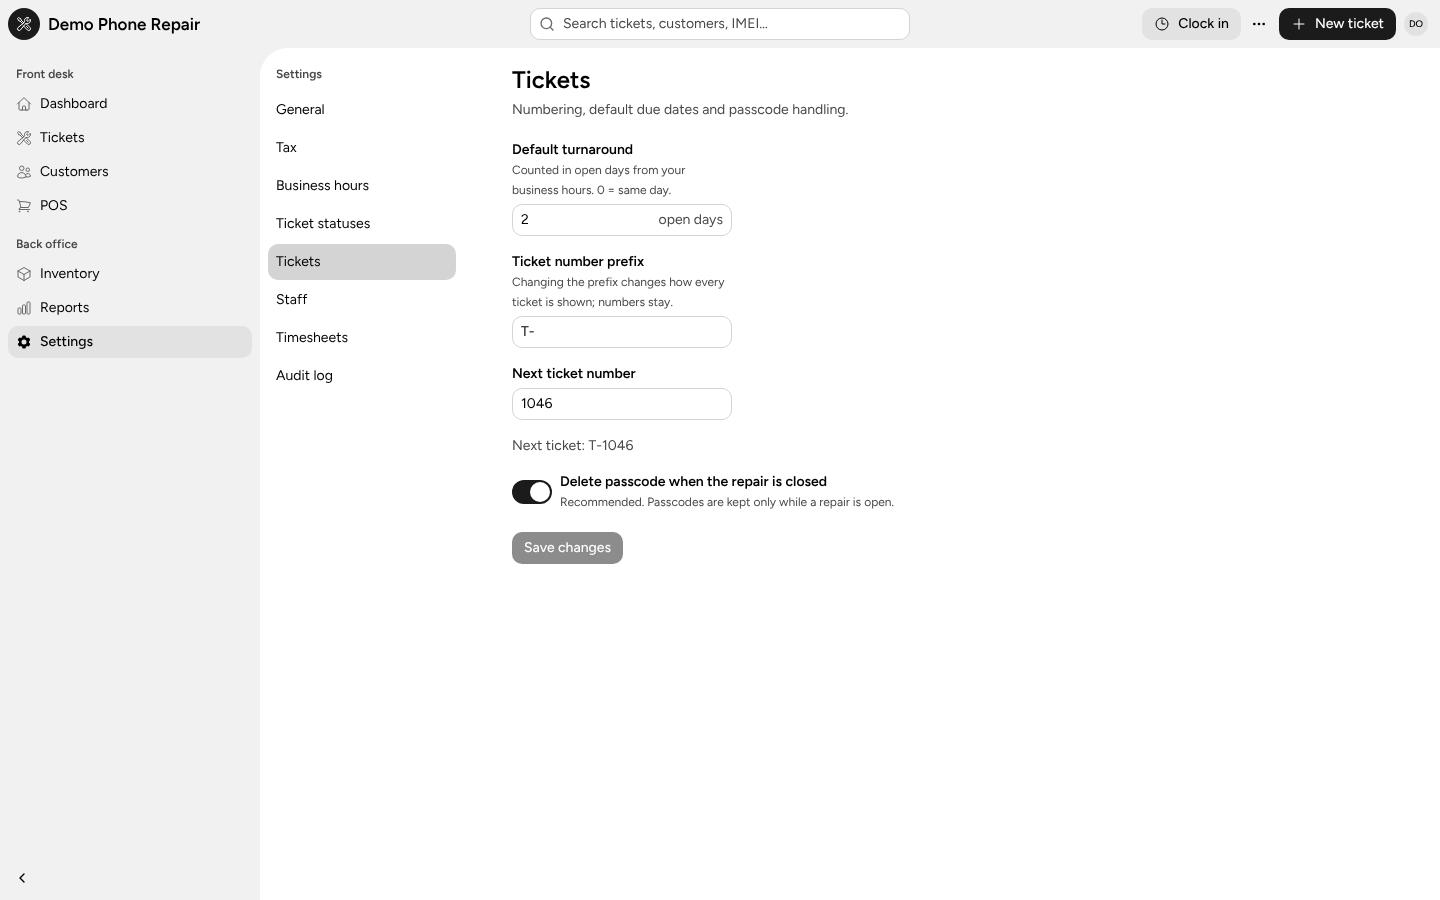 Demo Phone Repair
Search tickets, customers, IMEI...
Clock in
New ticket
DO
Front desk
Dashboard
Tickets
Customers
POS
Back office
Inventory
Reports
Settings
Settings
General
Tax
Business hours
Ticket statuses
Tickets
Staff
Timesheets
Audit log
Tickets
Numbering, default due dates and passcode handling.
Default turnaround
Counted in open days from your
business hours. 0 = same day.
2 open days
Ticket number prefix
Changing the prefix changes how every
ticket is shown; numbers stay.
T-
Next ticket number
1046
Next ticket: T-1046
Delete passcode when the repair is closed
Recommended. Passcodes are kept only while a repair is open.
Save changes